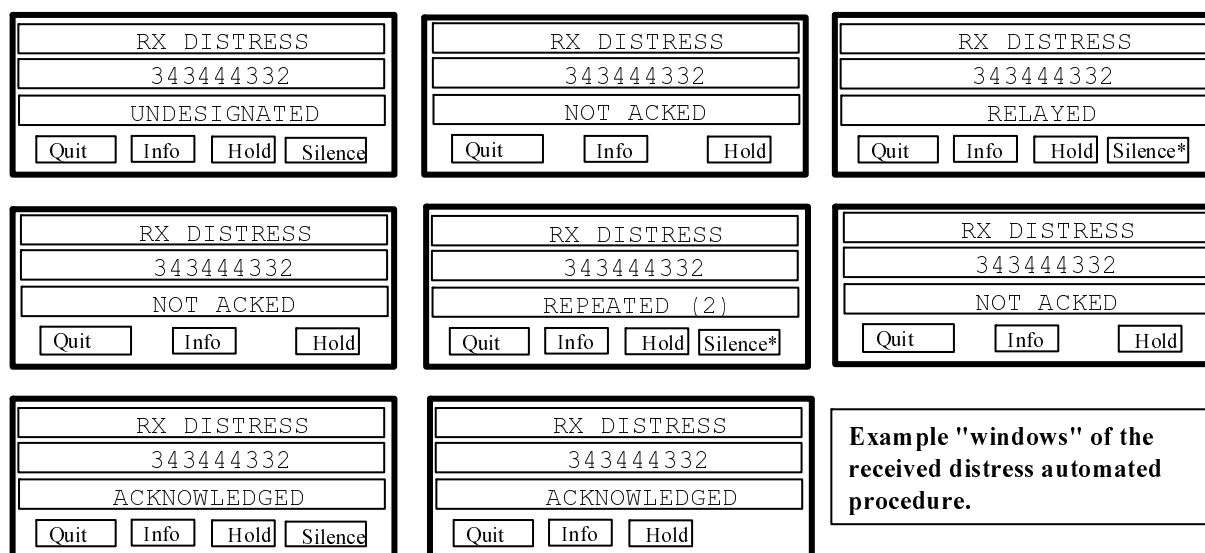 RX DISTRESS
343444332
UNDESIGNATED
Quit Info Hold Silence
RX DISTRESS
343444332
NOT ACKED
Quit Info Hold
RX DISTRESS
343444332
RELAYED
Quit Info Hold Silence*
RX DISTRESS
343444332
NOT ACKED
Quit Info Hold
RX DISTRESS
343444332
REPEATED (2)
Quit Info Hold Silence*
RX DISTRESS
343444332
NOT ACKED
Quit Info Hold
RX DISTRESS
343444332
ACKNOWLEDGED
Quit Info Hold Silence
RX DISTRESS
343444332
ACKNOWLEDGED
Quit Info Hold
Example "windows" of the
received distress automated
procedure.